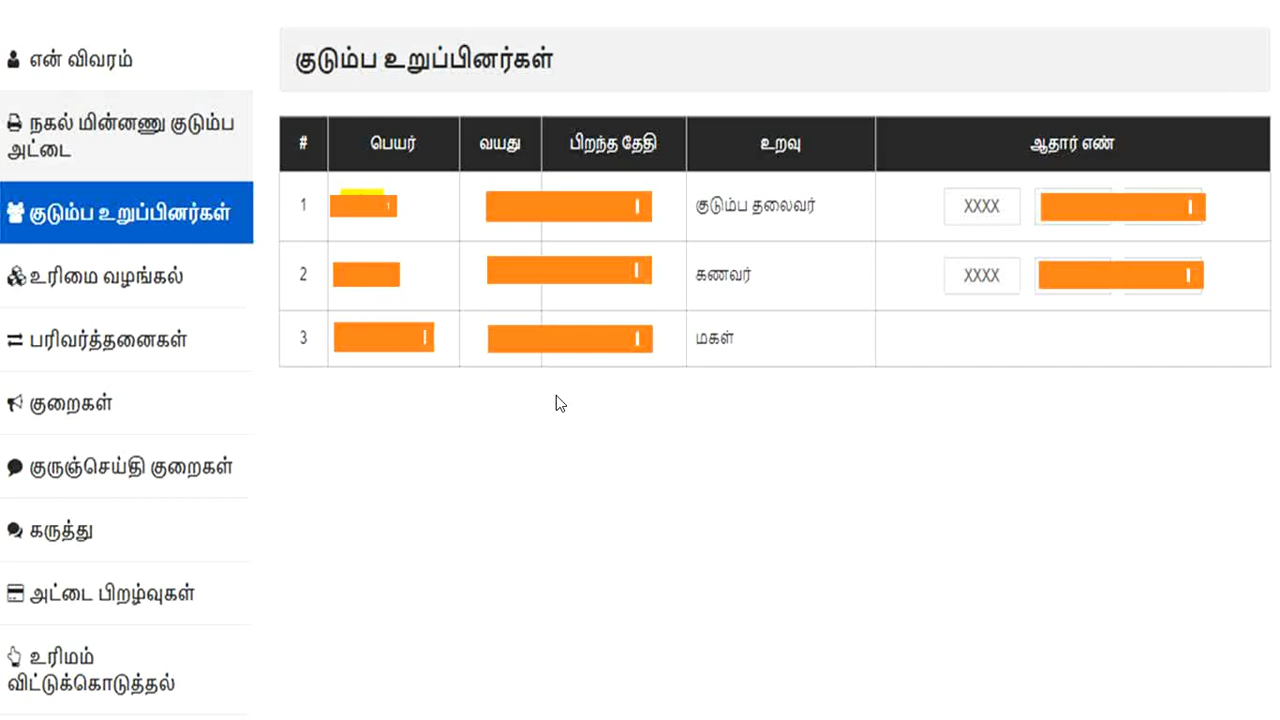 என் விவரம்
நகல் மின்னணு குடும்ப
அட்டை
குடும்ப உறுப்பினர்கள்
உரிமை வழங்கல்
பரிவர்த்தனைகள்
குறைகள்
குருஞ்செய்தி குறைகள்
கருத்து
அட்டை பிறழ்வுகள்
உரிமம்
விட்டுக்கொடுத்தல்
குடும்ப உறுப்பினர்கள்
# பெயர் வயது பிறந்த தேதி உறவு ஆதார் எண்
1 குடும்ப தலைவர் XXXX
2 கணவர் XXXX
3 மகள்